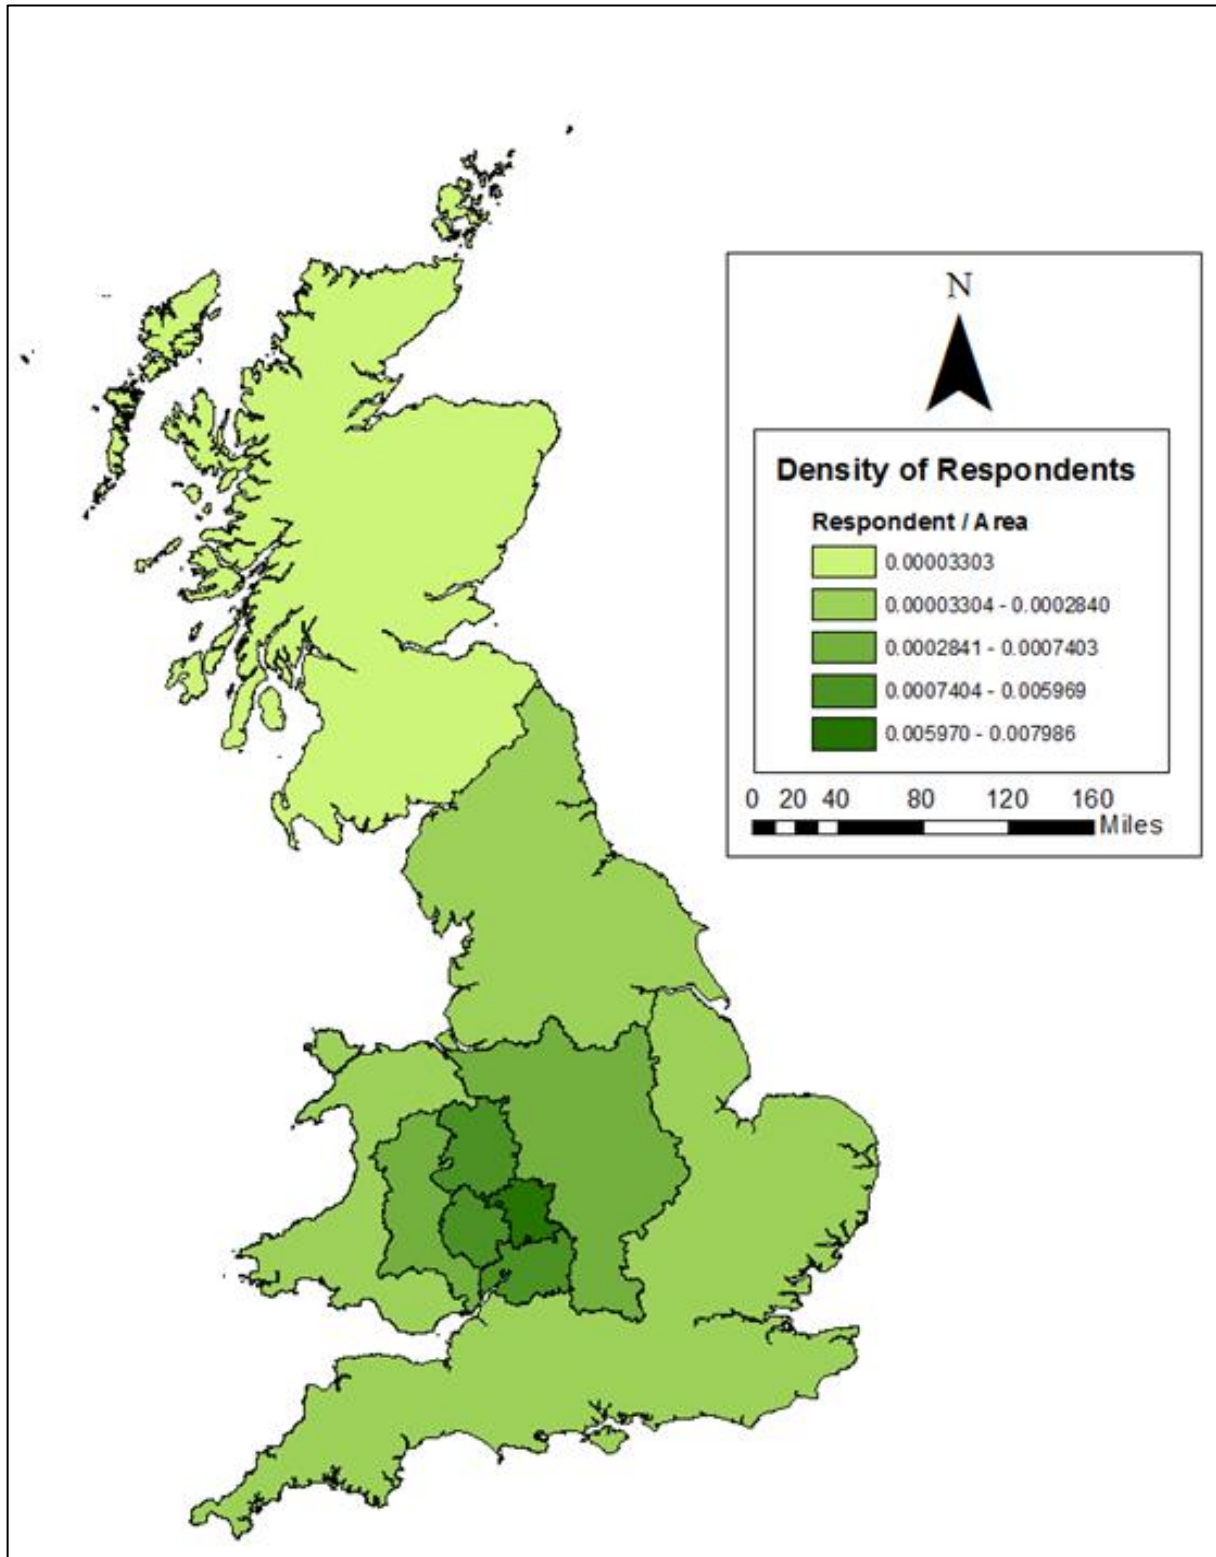 N
Density of Respondents
Respondent / Area
0.00003303
0.00003304 - 0.0002840
0.0002841 - 0.0007403
0.0007404 - 0.005969
0.005970 - 0.007986
0 20 40 80 120 160
Miles